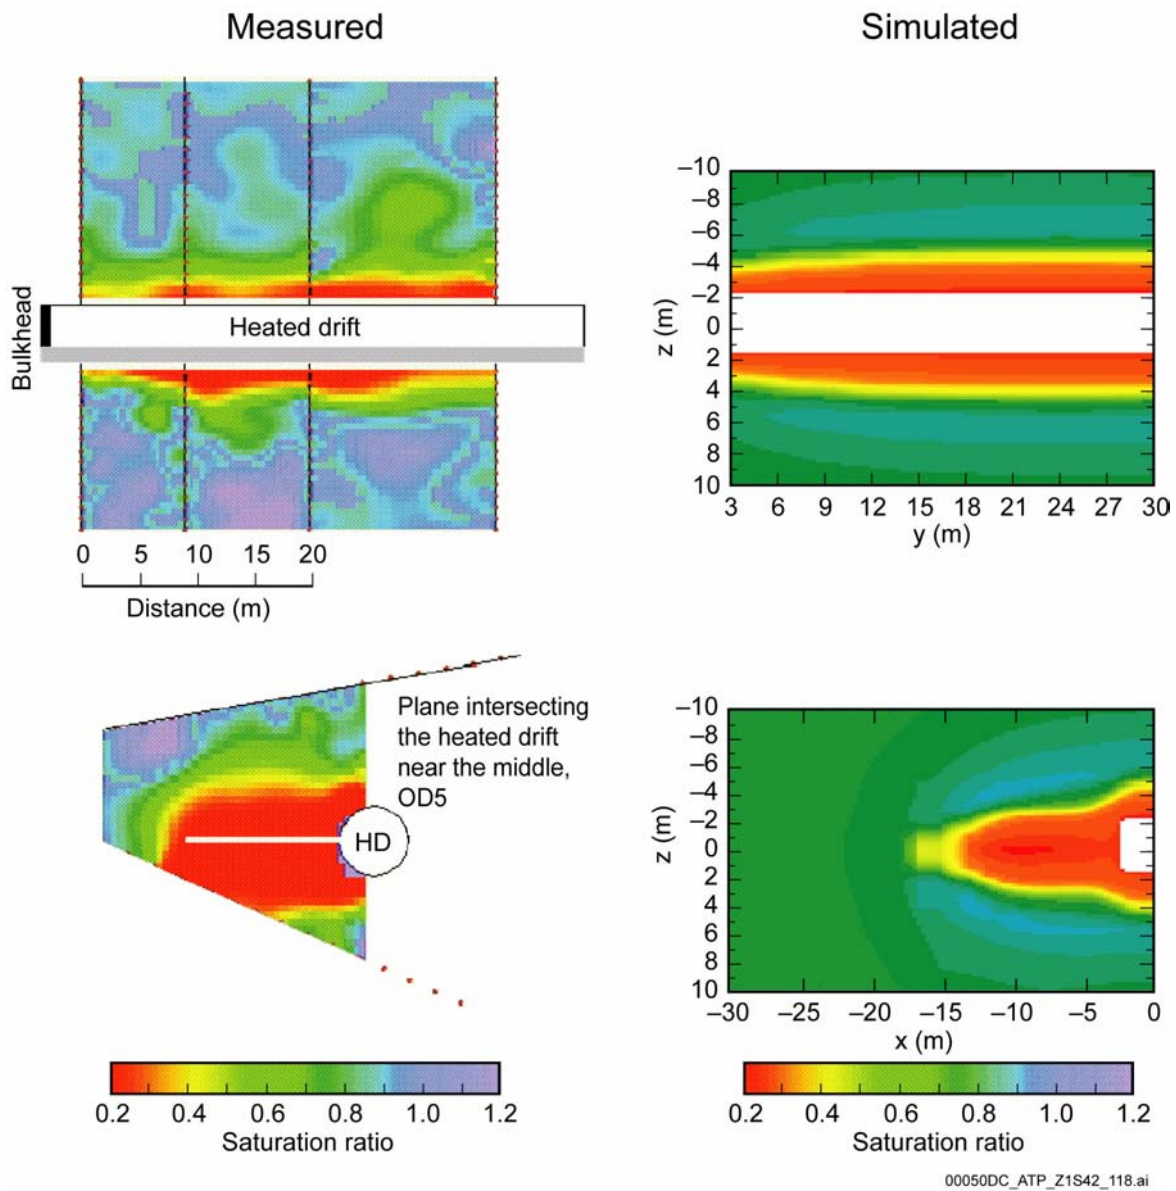 Measured
Simulated
Bulkhead
Heated drift
0 5 10 15 20
Distance (m)
z (m)
–10
–8
–6
–4
–2
0
2
4
6
8
10
3 6 9 12 15 18 21 24 27 30
y (m)
Plane intersecting
the heated drift
near the middle,
OD5
HD
z (m)
–10
–8
–6
–4
–2
0
2
4
6
8
10
–30 –25 –20 –15 –10 –5 0
x (m)
0.2 0.4 0.6 0.8 1.0 1.2
Saturation ratio
0.2 0.4 0.6 0.8 1.0 1.2
Saturation ratio
00050DC_ATP_Z1S42_118.ai